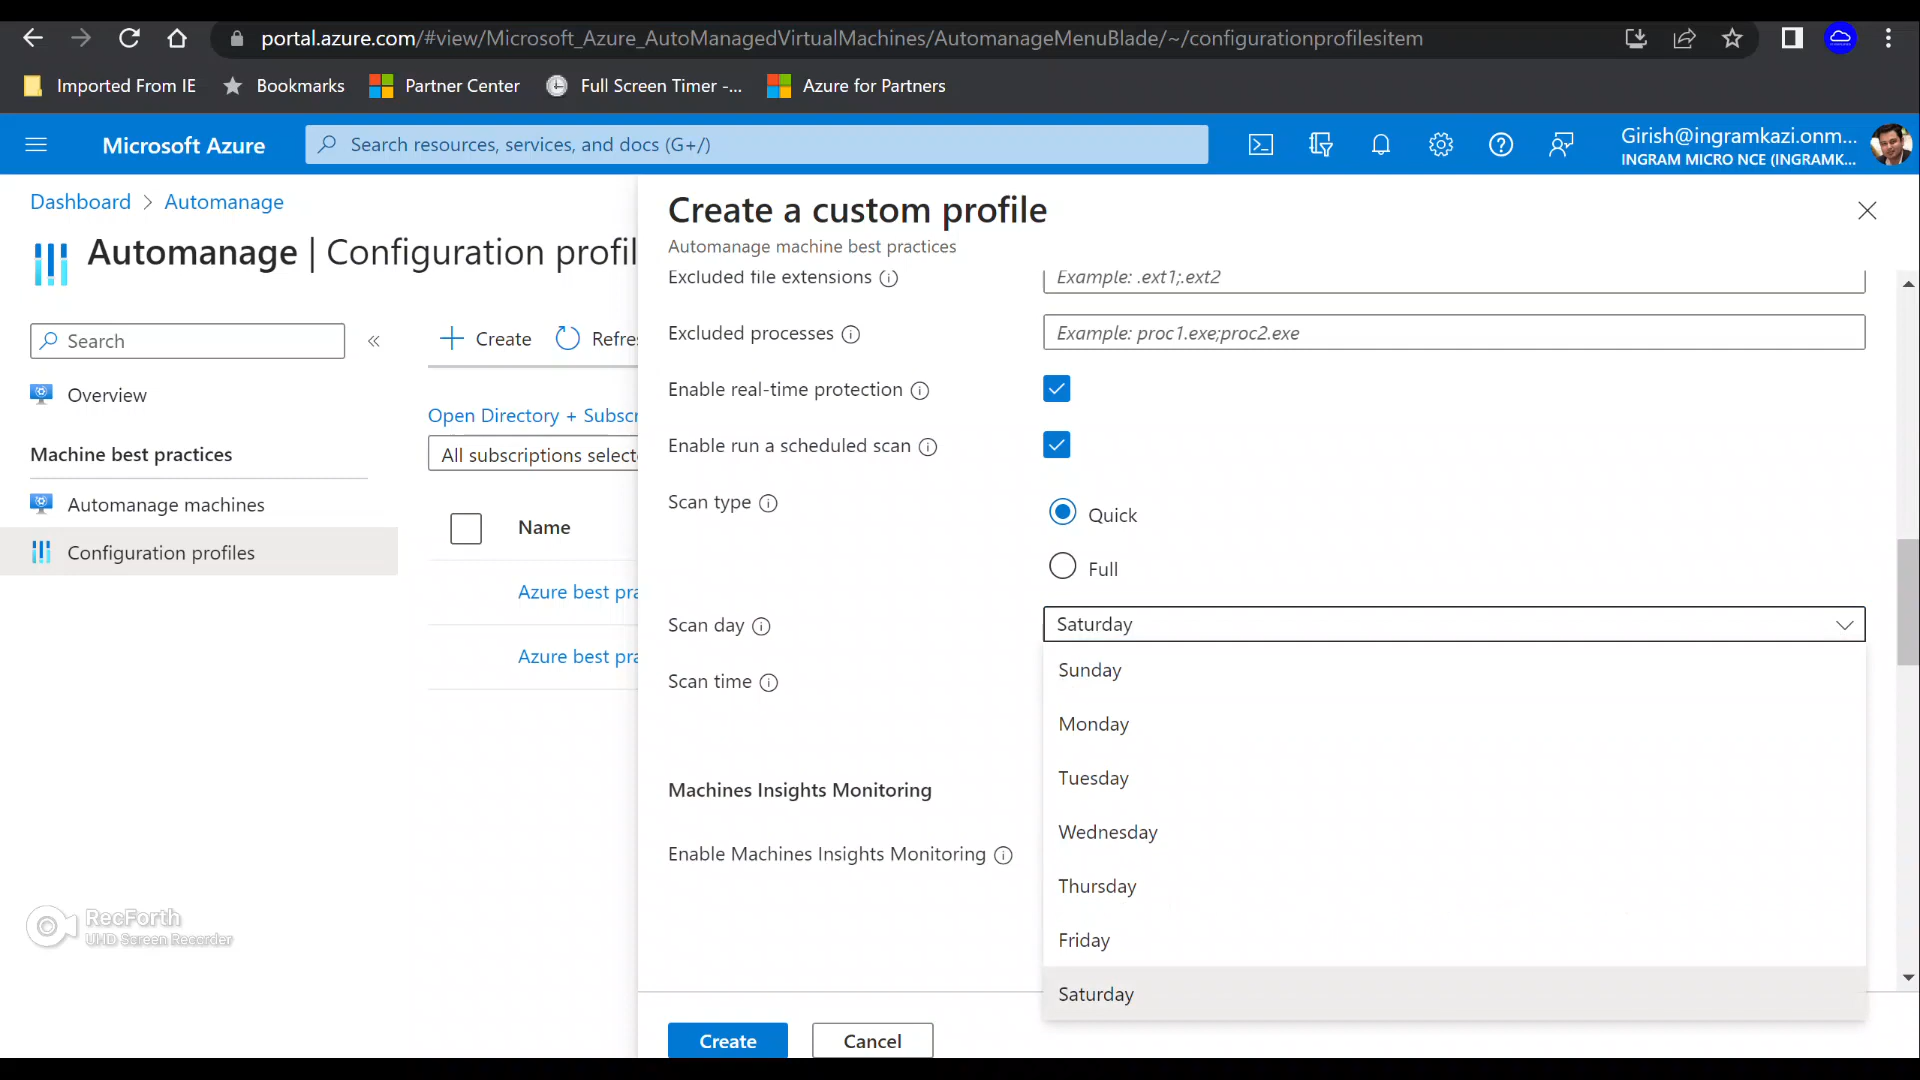 portal.azure.com/#view/Microsoft_Azure_AutoManagedVirtualMachines/AutomanageMenuBlade/~/configurationprofilesitem
Imported From IE
Bookmarks
Partner Center
Full Screen Timer -...
Azure for Partners
Microsoft Azure
Search resources, services, and docs (G+/)
Girish@ingramkazi.onm...
INGRAM MICRO NCE (INGRAMK...
Dashboard > Automanage
Automanage | Configuration profil
Search
«
Create
Refre
Overview
Open Directory + Subscr
Machine best practices
All subscriptions selecte
Automanage machines
Name
Configuration profiles
Azure best pra
Azure best pra
Create a custom profile
Automanage machine best practices
Excluded file extensions
Example: .ext1;.ext2
Excluded processes
Example: proc1.exe;proc2.exe
Enable real-time protection
Enable run a scheduled scan
Scan type
Quick
Full
Scan day
Saturday
Sunday
Scan time
Monday
Tuesday
Machines Insights Monitoring
Wednesday
Enable Machines Insights Monitoring
Thursday
Friday
Saturday
Create
Cancel
RecForth
UHD Screen Recorder